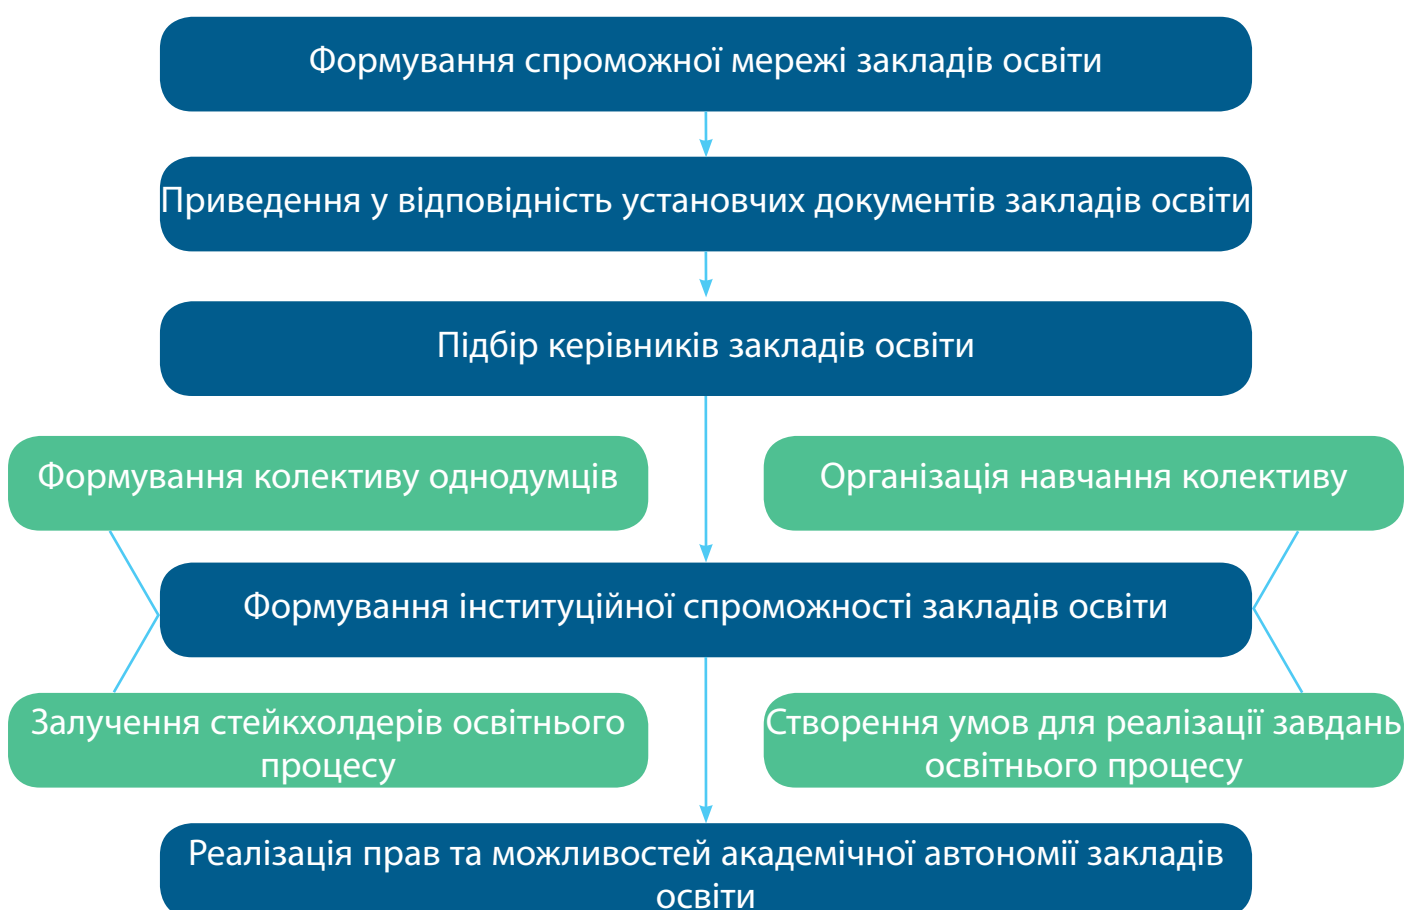 Формування спроможної мережі закладів освіти
Приведення у відповідність установчих документів закладів освіти
Підбір керівників закладів освіти
Формування колективу однодумців
Організація навчання колективу
Формування інституційної спроможності закладів освіти
Залучення стейкхолдерів освітнього
процесу
Створення умов для реалізації завдань
освітнього процесу
Реалізація прав та можливостей академічної автономії закладів
освіти